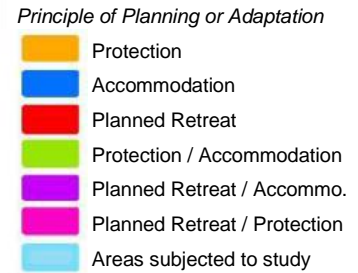 Principle of Planning or Adaptation
Protection
Accommodation
Planned Retreat
Protection / Accommodation
Planned Retreat / Accommo.
Planned Retreat / Protection
Areas subjected to study